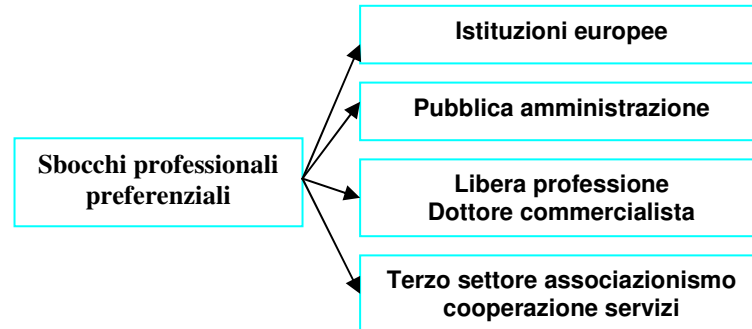 Istituzioni europee
Pubblica amministrazione
Sbocchi professionali
preferenziali
Libera professione
Dottore commercialista
Terzo settore associazionismo
cooperazione servizi